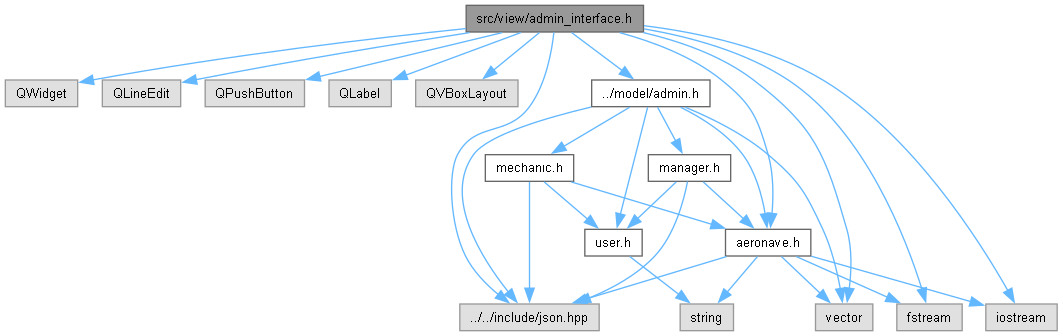 src/view/admin_interface.h
QWidget
QLineEdit
QPushButton
QLabel
QVBoxLayout
../model/admin.h
mechanic.h
manager.h
user.h
aeronave.h
../../include/json.hpp
string
vector
fstream
iostream